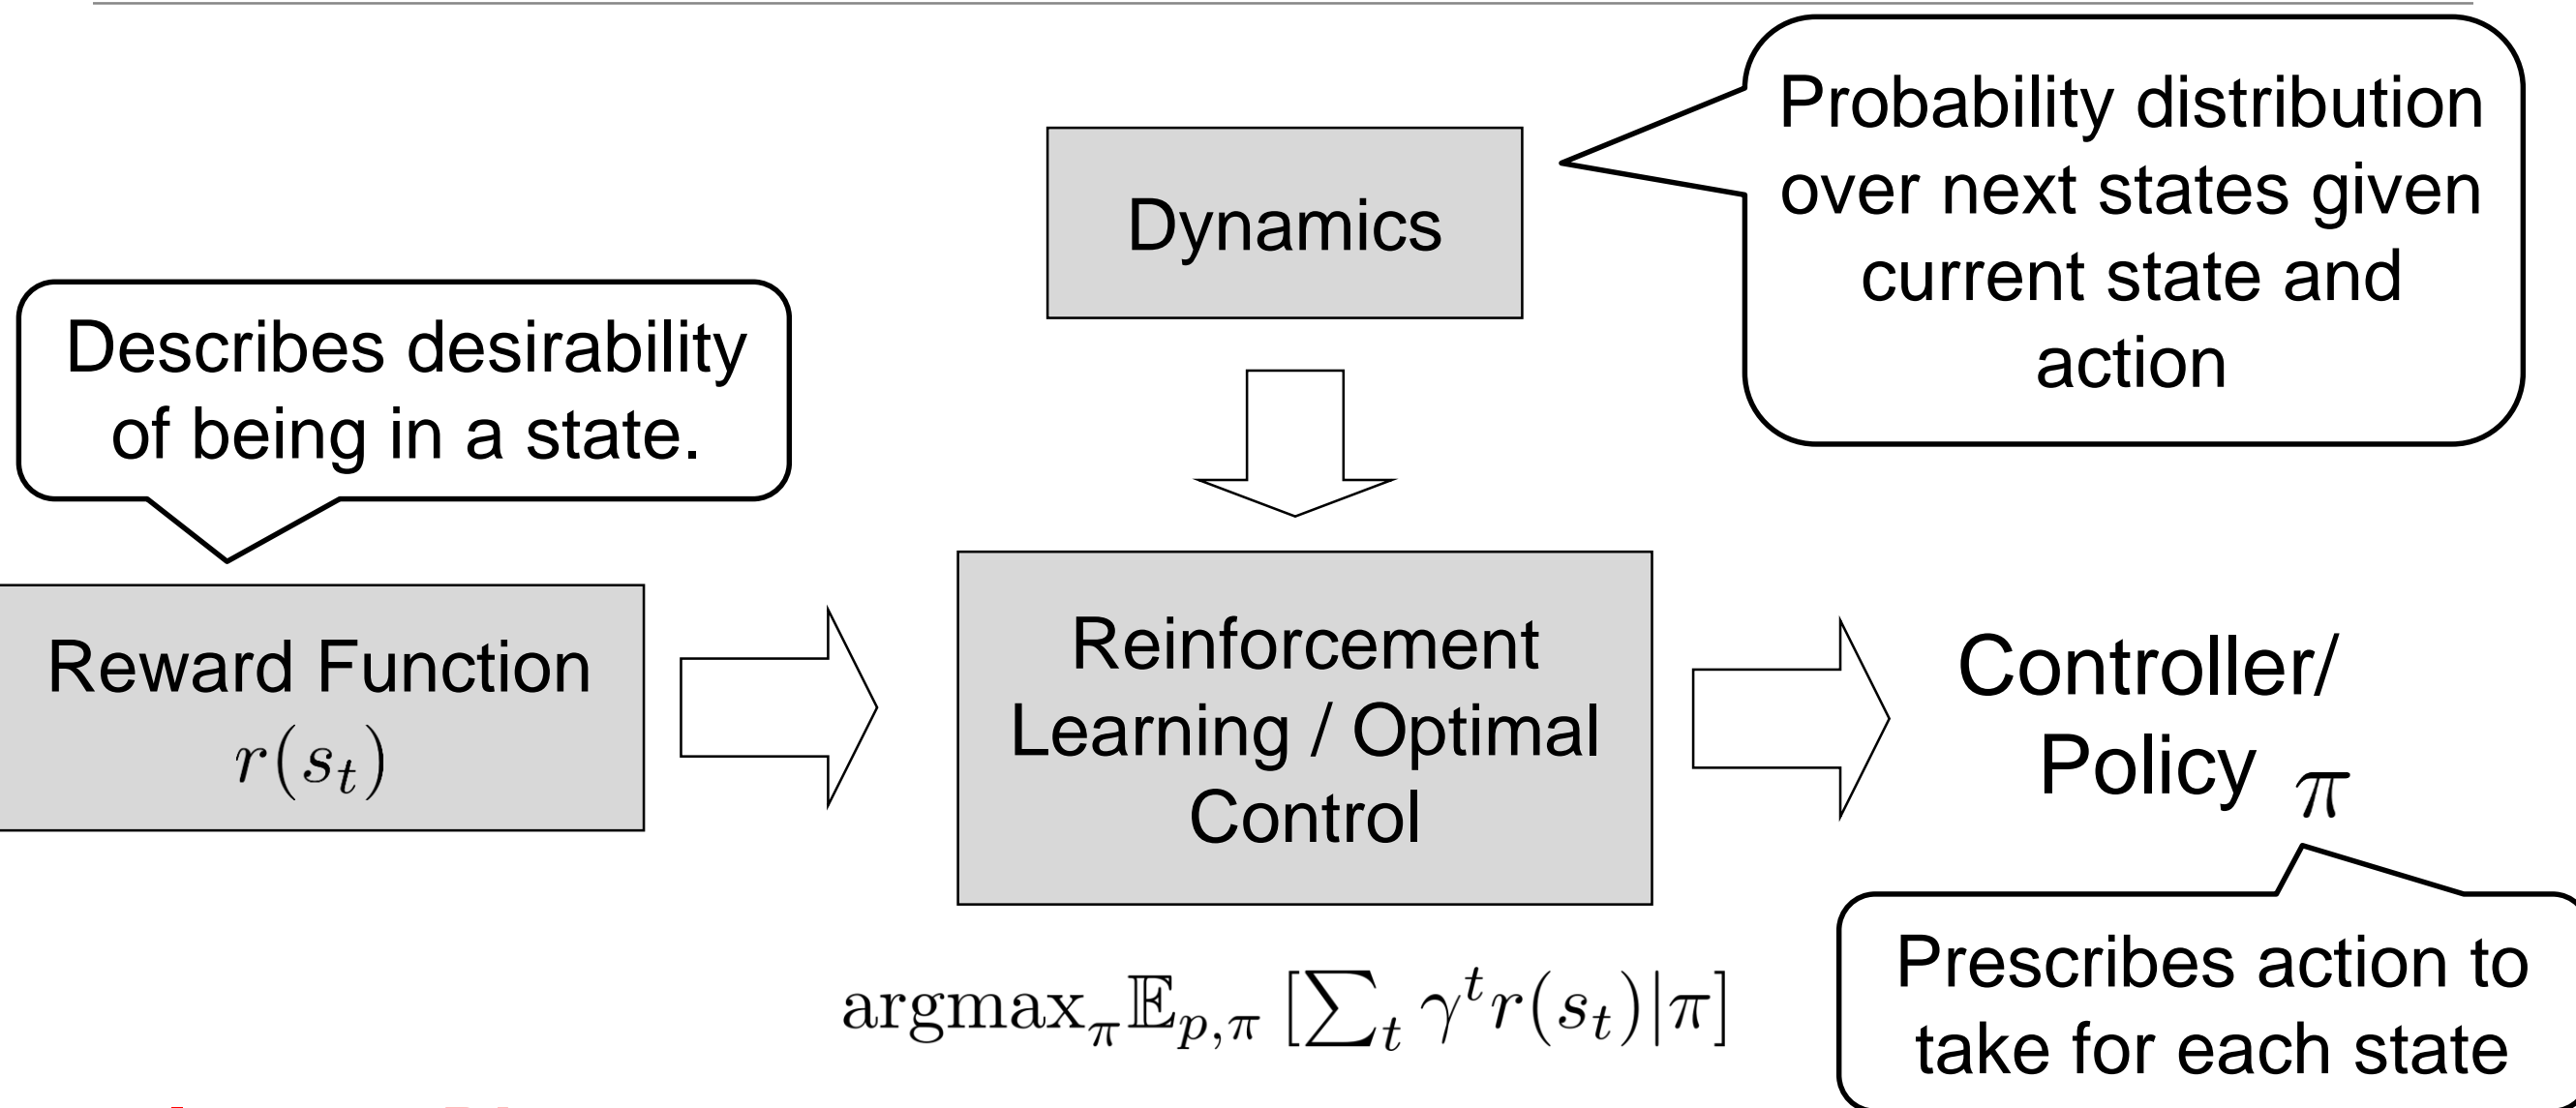 Probability distribution
over next states given
current state and
action
Dynamics
Describes desirability
of being in a state.
Reward Function
r(s_t)
Reinforcement
Learning / Optimal
Control
Controller/
Policy π
argmax_π 𝔼_{p,π} [∑_t γ^t r(s_t)|π]
Prescribes action to
take for each state